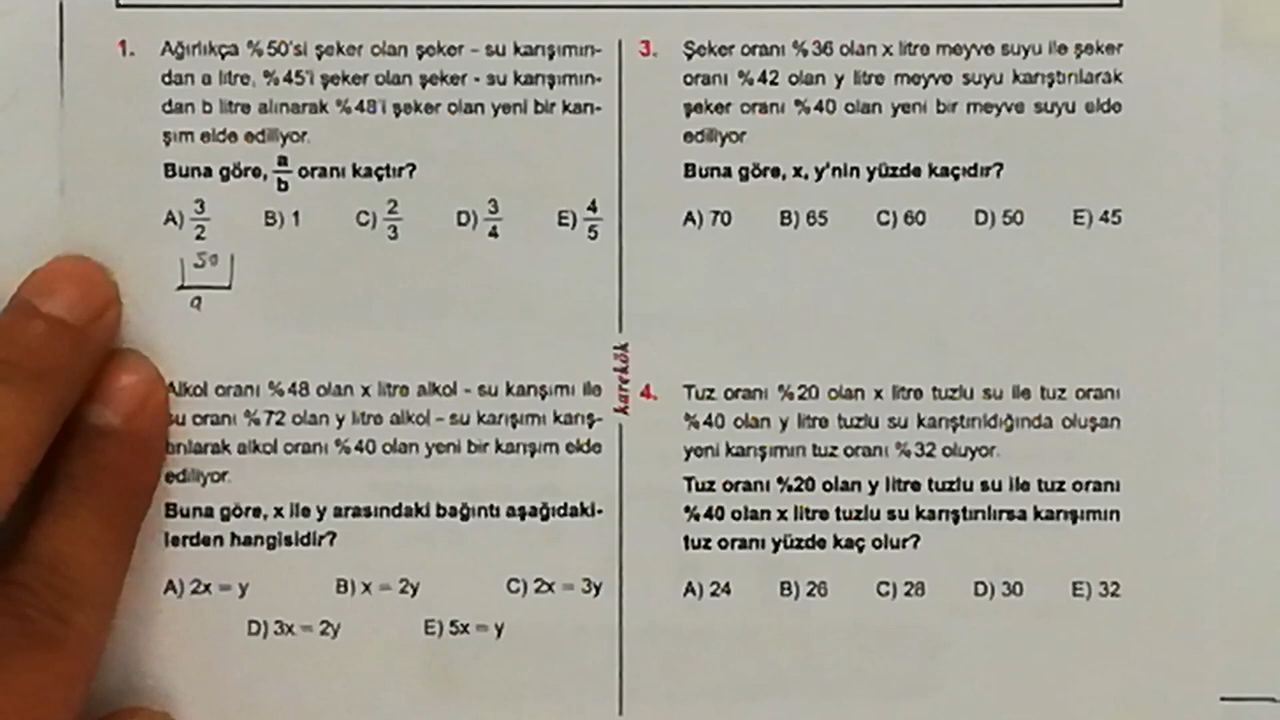 1. Ağırlıkça %50'si şeker olan şeker - su karışımın-
dan a litre, %45'i şeker olan şeker - su karışımın-
dan b litre alınarak %48'i şeker olan yeni bir karı-
şım elde ediliyor.
Buna göre, a/b oranı kaçtır?
A) 3/2 B) 1 C) 2/3 D) 3/4 E) 4/5
50
a
Alkol oranı %48 olan x litre alkol - su karışımı ile
su oranı %72 olan y litre alkol - su karışımı karış-
tırılarak alkol oranı %40 olan yeni bir karışım elde
ediliyor.
Buna göre, x ile y arasındaki bağıntı aşağıdaki-
lerden hangisidir?
A) 2x = y B) x = 2y C) 2x = 3y
D) 3x = 2y E) 5x = y
karekök
3. Şeker oranı %36 olan x litre meyve suyu ile şeker
oranı %42 olan y litre meyve suyu karıştırılarak
şeker oranı %40 olan yeni bir meyve suyu elde
ediliyor.
Buna göre, x, y'nin yüzde kaçıdır?
A) 70 B) 65 C) 60 D) 50 E) 45
4. Tuz oranı %20 olan x litre tuzlu su ile tuz oranı
%40 olan y litre tuzlu su karıştırıldığında oluşan
yeni karışımın tuz oranı %32 oluyor.
Tuz oranı %20 olan y litre tuzlu su ile tuz oranı
%40 olan x litre tuzlu su karıştırılırsa karışımın
tuz oranı yüzde kaç olur?
A) 24 B) 26 C) 28 D) 30 E) 32